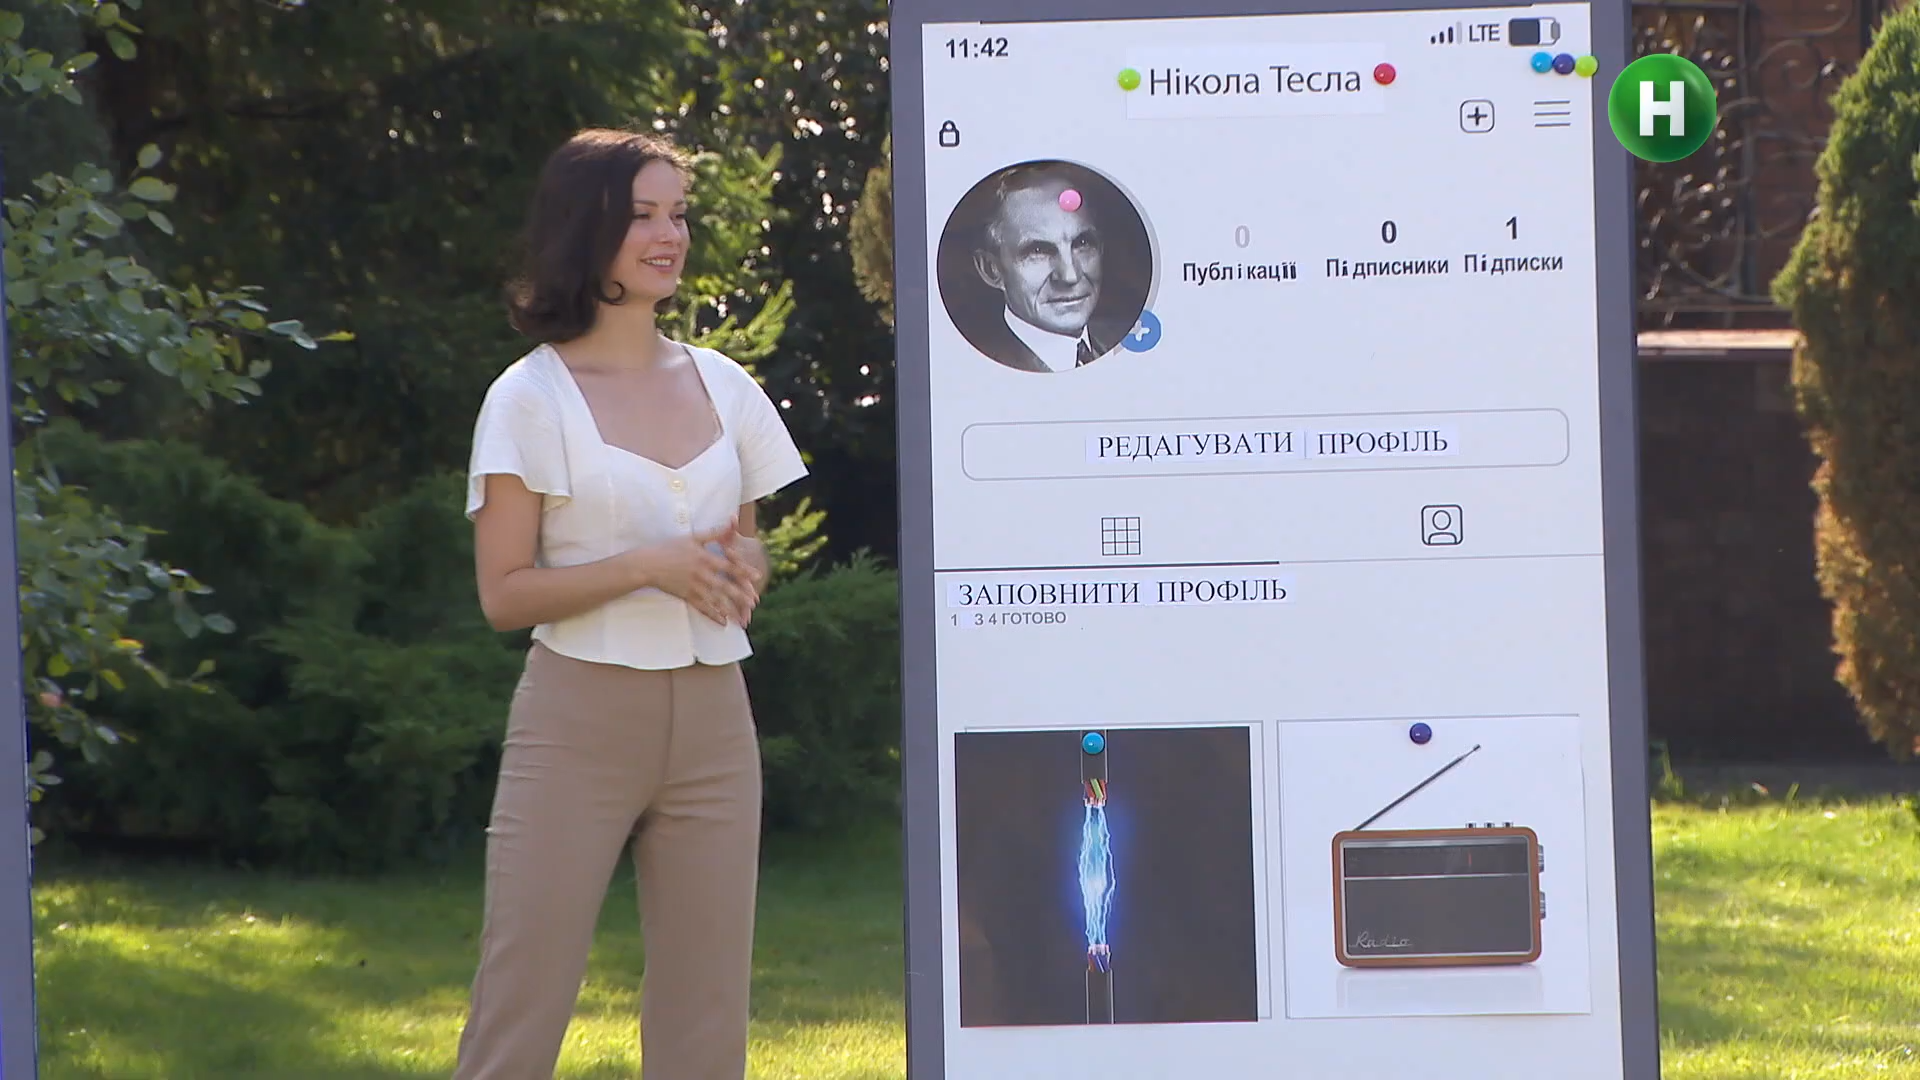 11:42
LTE
Нікола Тесла
Н
0
0
1
Публікації
Підписники
Підписки
РЕДАГУВАТИ ПРОФІЛЬ
ЗАПОВНИТИ ПРОФІЛЬ
1 3 4 ГОТОВО
Radio